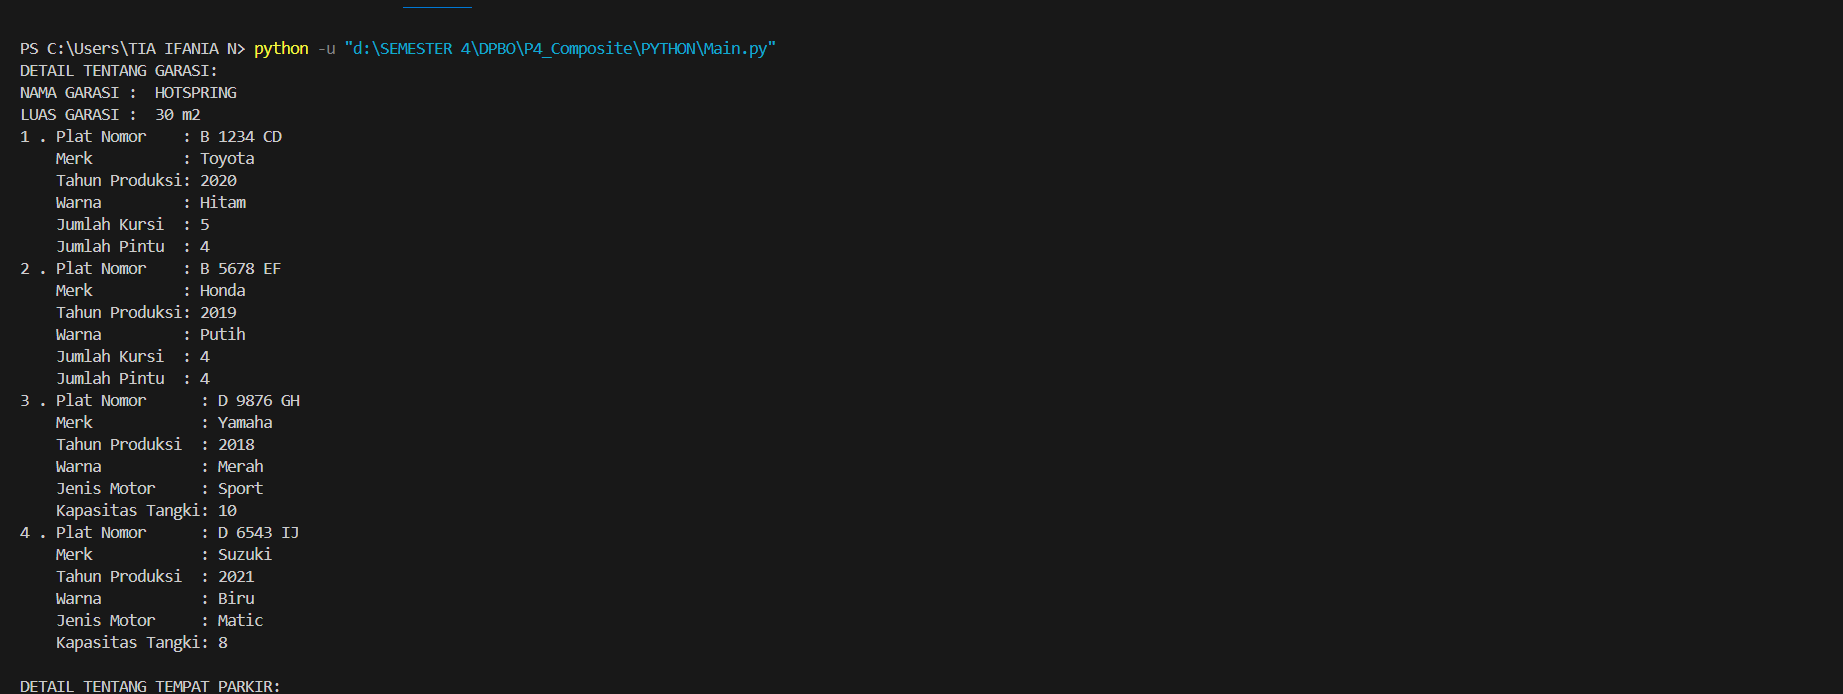 PS C:\Users\TIA IFANIA N> python -u "d:\SEMESTER 4\DPBO\P4_Composite\PYTHON\Main.py"
DETAIL TENTANG GARASI:
NAMA GARASI :  HOTSPRING
LUAS GARASI :  30 m2
1 . Plat Nomor    : B 1234 CD
    Merk          : Toyota
    Tahun Produksi: 2020
    Warna         : Hitam
    Jumlah Kursi  : 5
    Jumlah Pintu  : 4
2 . Plat Nomor    : B 5678 EF
    Merk          : Honda
    Tahun Produksi: 2019
    Warna         : Putih
    Jumlah Kursi  : 4
    Jumlah Pintu  : 4
3 . Plat Nomor      : D 9876 GH
    Merk            : Yamaha
    Tahun Produksi  : 2018
    Warna           : Merah
    Jenis Motor     : Sport
    Kapasitas Tangki: 10
4 . Plat Nomor      : D 6543 IJ
    Merk            : Suzuki
    Tahun Produksi  : 2021
    Warna           : Biru
    Jenis Motor     : Matic
    Kapasitas Tangki: 8
DETAIL TENTANG TEMPAT PARKIR: